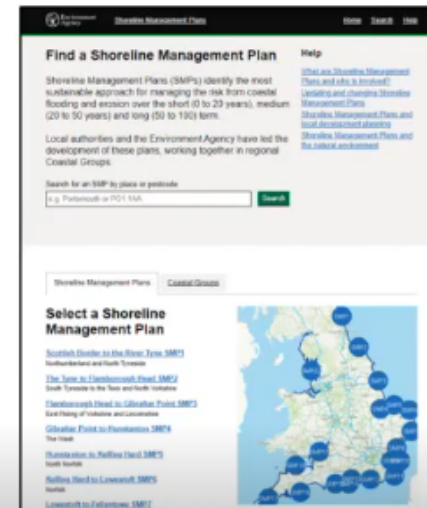 Environment Agency
Shoreline Management Plans
Home Search Help
Find a Shoreline Management Plan
Shoreline Management Plans (SMPs) identify the most
sustainable approach for managing the risk from coastal
flooding and erosion over the short (0 to 20 years), medium
(20 to 50 years) and long (50 to 100) term.
Local authorities and the Environment Agency have led the
development of these plans, working together in regional
Coastal Groups.
Search for an SMP by place or postcode
e.g. Portsmouth or PO1 1AA
Search
Help
What are Shoreline Management
Plans and who is involved?
Updating and changing Shoreline
Management Plans
Shoreline Management Plans and
local development planning
Shoreline Management Plans and
the natural environment
Shoreline Management Plans
Coastal Groups
Select a Shoreline
Management Plan
Scottish Border to the River Tyne SMP1
Northumberland and North Tyneside
The Tyne to Flamborough Head SMP2
South Tyneside to the Tees and North Yorkshire
Flamborough Head to Gibraltar Point SMP3
East Riding of Yorkshire and Lincolnshire
Gibraltar Point to Hunstanton SMP4
The Wash
Hunstanton to Kelling Hard SMP5
North Norfolk
Kelling Hard to Lowestoft SMP6
Norfolk
Lowestoft to Felixstowe SMP7